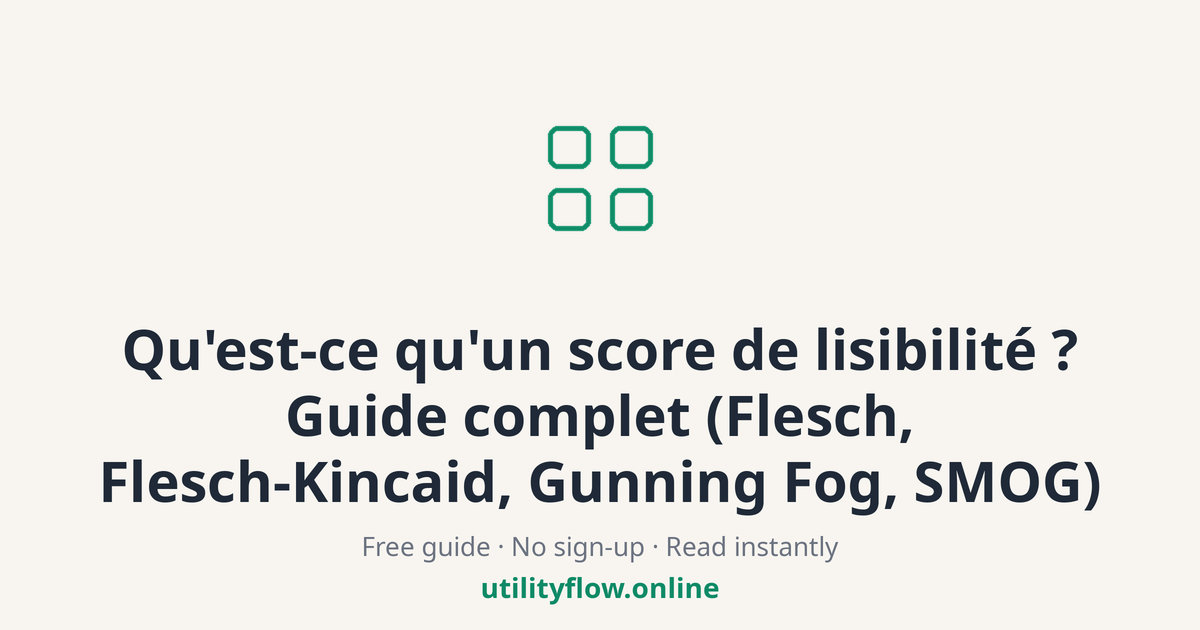 Qu'est-ce qu'un score de lisibilité ?
Guide complet (Flesch,
Flesch-Kincaid, Gunning Fog, SMOG)
Free guide · No sign-up · Read instantly
utilityflow.online